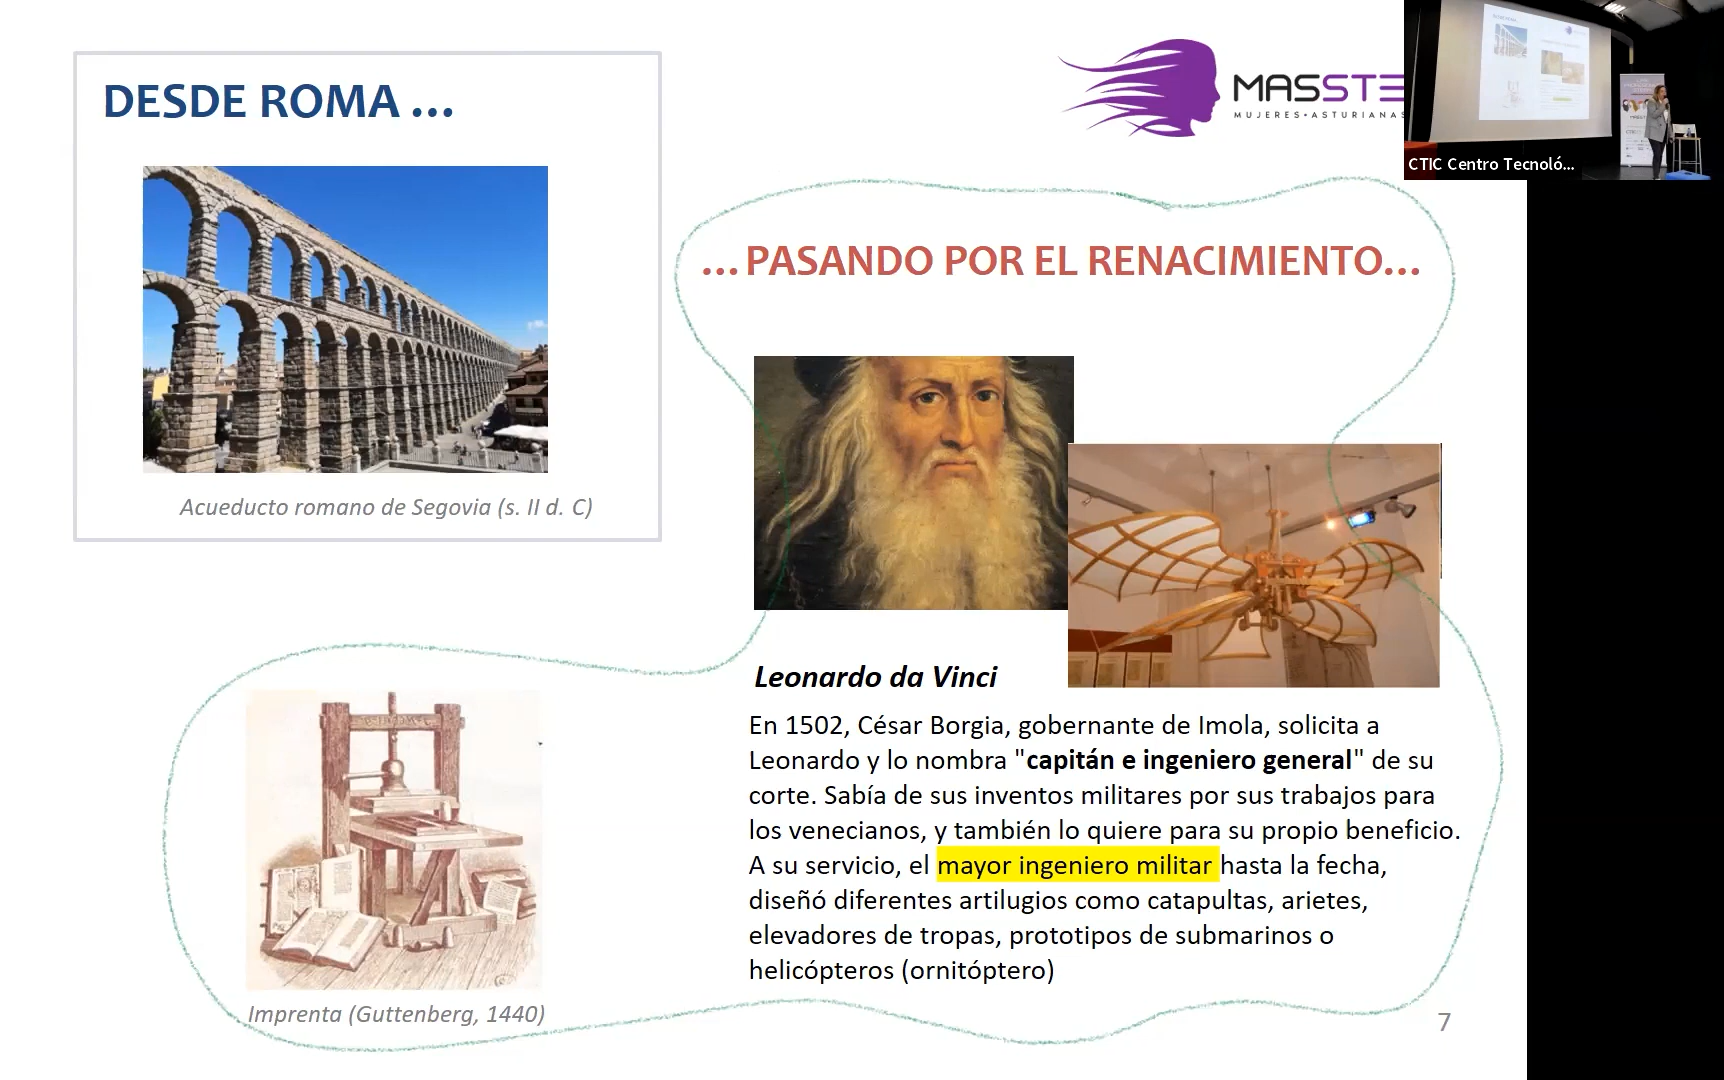 DESDE ROMA ...
Acueducto romano de Segovia (s. II d. C)
MASSTE
MUJERES•ASTURIANAS
CTIC Centro Tecnoló...
...PASANDO POR EL RENACIMIENTO...
Leonardo da Vinci
En 1502, César Borgia, gobernante de Imola, solicita a
Leonardo y lo nombra "capitán e ingeniero general" de su
corte. Sabía de sus inventos militares por sus trabajos para
los venecianos, y también lo quiere para su propio beneficio.
A su servicio, el mayor ingeniero militar hasta la fecha,
diseñó diferentes artilugios como catapultas, arietes,
elevadores de tropas, prototipos de submarinos o
helicópteros (ornitóptero)
Imprenta (Guttenberg, 1440)
7